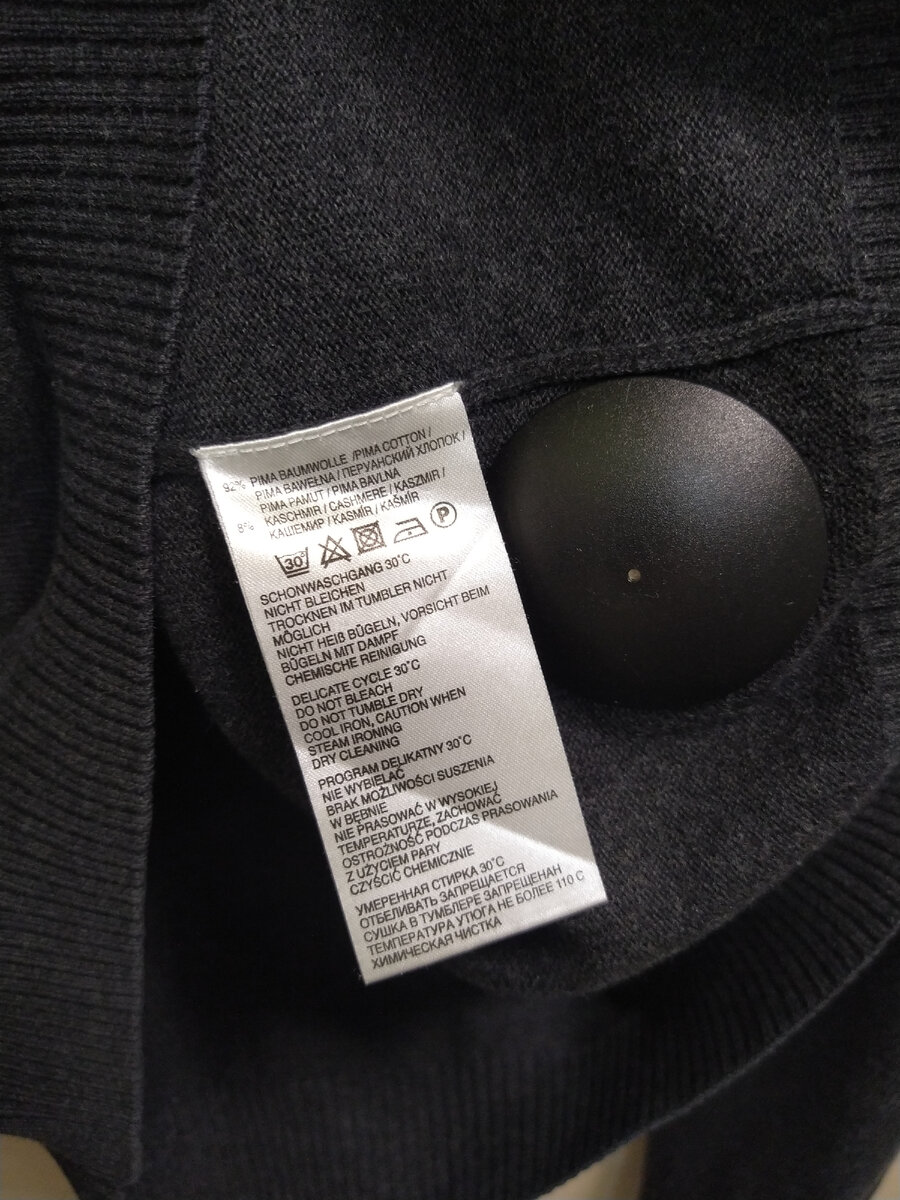 92% PIMA BAUMWOLLE /PIMA COTTON /
PIMA BAWEŁNA / ПЕРУАНСКИЙ ХЛОПОК /
PIMA PAMUT / PIMA BAVLNA
8% KASCHMIR / CASHMERE / KASZMIR /
КАШЕМИР / KASMÍR / KAŠMÍR
30 P
SCHONWASCHGANG 30°C
NICHT BLEICHEN
TROCKNEN IM TUMBLER NICHT
MÖGLICH
NICHT HEIß BÜGELN, VORSICHT BEIM
BÜGELN MIT DAMPF
CHEMISCHE REINIGUNG
DELICATE CYCLE 30°C
DO NOT BLEACH
DO NOT TUMBLE DRY
COOL IRON, CAUTION WHEN
STEAM IRONING
DRY CLEANING
PROGRAM DELIKATNY 30°C
NIE WYBIELAĆ
BRAK MOŻLIWOŚCI SUSZENIA
W BĘBNIE
NIE PRASOWAĆ W WYSOKIEJ
TEMPERATURZE, ZACHOWAĆ
OSTROŻNOŚĆ PODCZAS PRASOWANIA
Z UŻYCIEM PARY
CZYŚCIĆ CHEMICZNIE
УМЕРЕННАЯ СТИРКА 30°C
ОТБЕЛИВАТЬ ЗАПРЕЩАЕТСЯ
СУШКА В ТУМБЛЕРЕ ЗАПРЕЩЕНАН
ТЕМПЕРАТУРА УТЮГА НЕ БОЛЕЕ 110 С
ХИМИЧЕСКАЯ ЧИСТКА